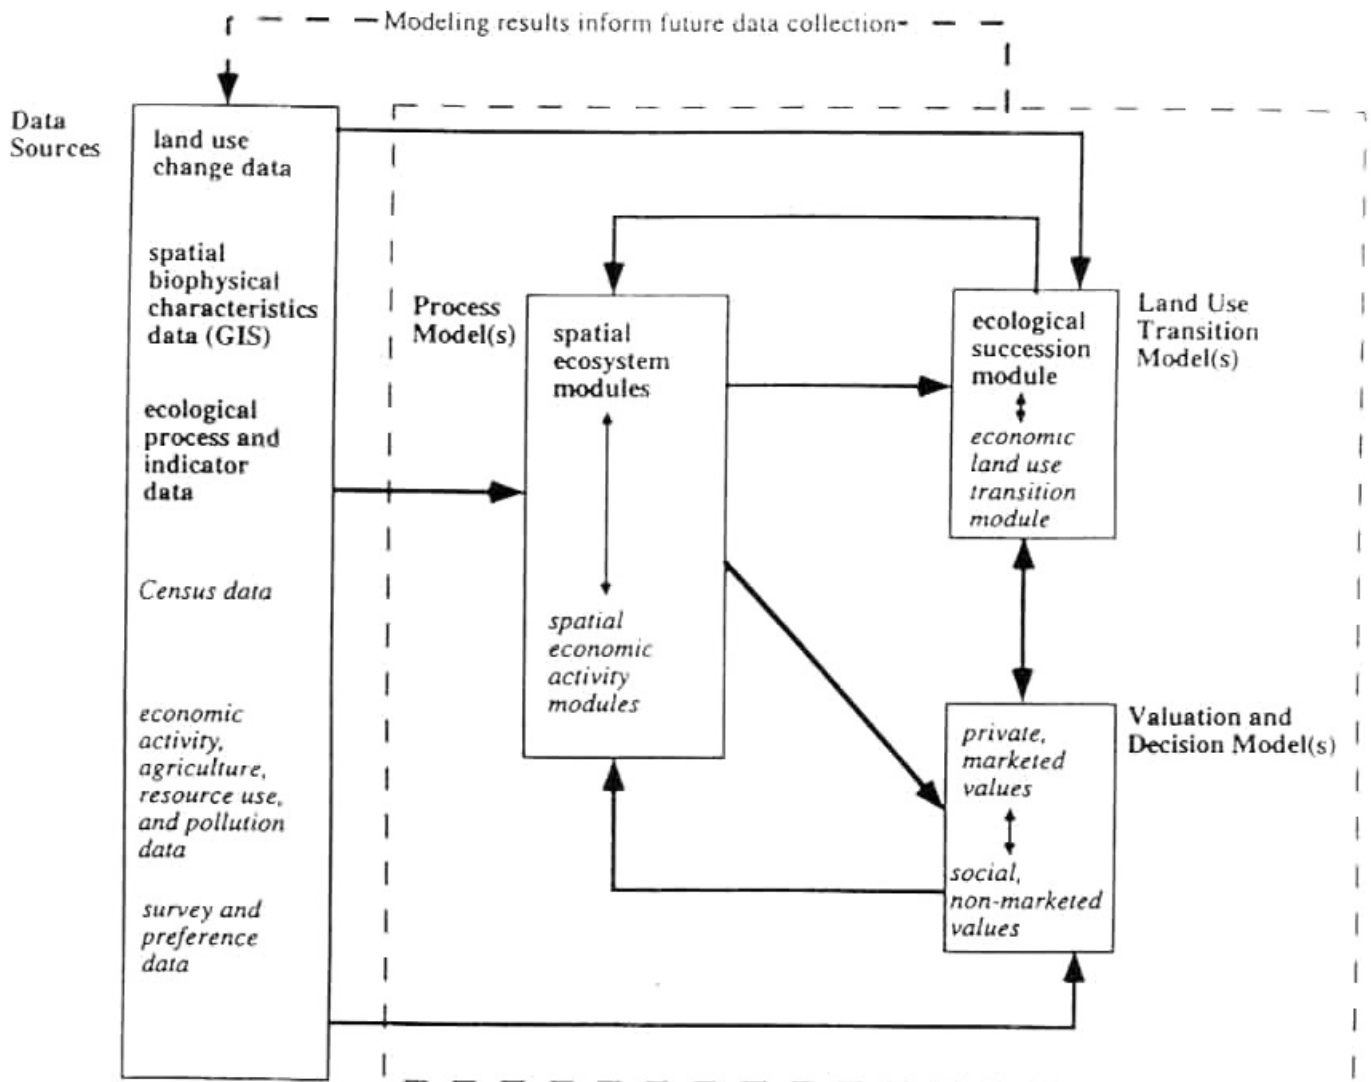 Modeling results inform future data collection
Data
Sources
land use
change data
spatial
biophysical
characteristics
data (GIS)
ecological
process and
indicator
data
Census data
economic
activity,
agriculture,
resource use,
and pollution
data
survey and
preference
data
Process
Model(s)
spatial
ecosystem
modules
spatial
economic
activity
modules
ecological
succession
module
economic
land use
transition
module
Land Use
Transition
Model(s)
private,
marketed
values
social,
non-marketed
values
Valuation and
Decision Model(s)